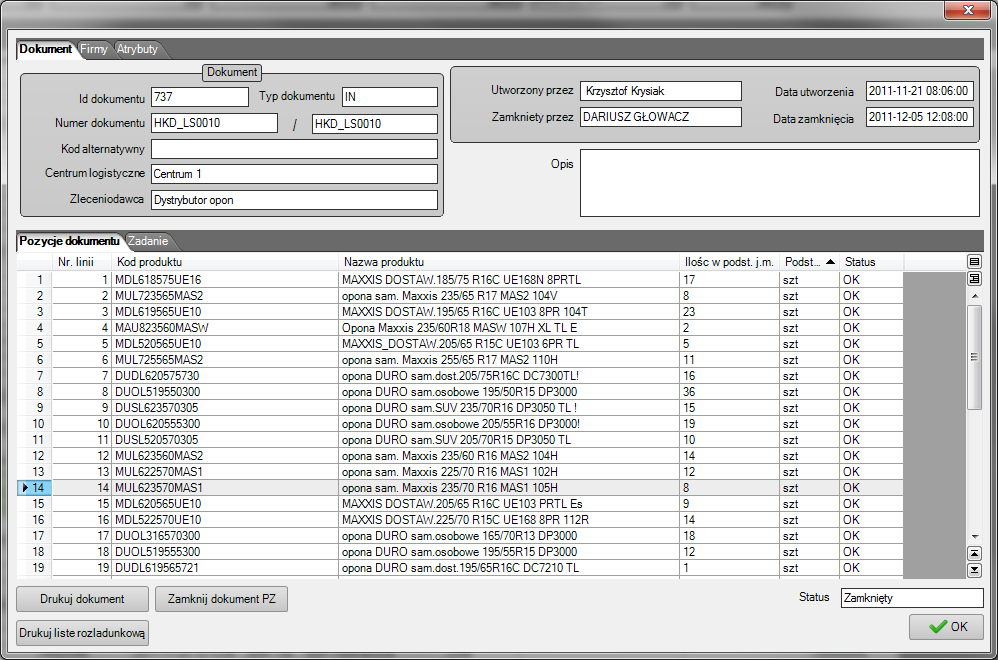 Dokument Firmy Atrybuty
Dokument
Id dokumentu 737 Typ dokumentu IN
Numer dokumentu HKD_LS0010 / HKD_LS0010
Kod alternatywny
Centrum logistyczne Centrum 1
Zleceniodawca Dystrybutor opon
Utworzony przez Krzysztof Krysiak Data utworzenia 2011-11-21 08:06:00
Zamkniety przez DARIUSZ GŁOWACZ Data zamknięcia 2011-12-05 12:08:00
Opis
Pozycje dokumentu Zadanie
Nr. linii Kod produktu Nazwa produktu Ilośc w podst. j.m. Podst... Status
1 1 MDL618575UE16 MAXXIS DOSTAW.185/75 R16C UE168N 8PRTL 17 szt OK
2 2 MUL723565MAS2 opona sam. Maxxis 235/65 R17 MAS2 104V 8 szt OK
3 3 MDL619565UE10 MAXXIS DOSTAW.195/65 R16C UE103 8PR 104T 23 szt OK
4 4 MAU823560MASW Opona Maxxis 235/60R18 MASW 107H XL TL E 2 szt OK
5 5 MDL520565UE10 MAXXIS_DOSTAW.205/65 R15C UE103 6PR TL 5 szt OK
6 6 MUL725565MAS2 opona sam. Maxxis 255/65 R17 MAS2 110H 11 szt OK
7 7 DUDL620575730 opona DURO sam.dost.205/75R16C DC7300TL! 16 szt OK
8 8 DUOL519550300 opona DURO sam.osobowe 195/50R15 DP3000 36 szt OK
9 9 DUSL623570305 opona DURO sam.SUV 235/70R16 DP3050 TL ! 15 szt OK
10 10 DUOL620555300 opona DURO sam.osobowe 205/55R16 DP3000! 19 szt OK
11 11 DUSL520570305 opona DURO sam.SUV 205/70R15 DP3050 TL 10 szt OK
12 12 MUL623560MAS2 opona sam. Maxxis 235/60 R16 MAS2 104H 14 szt OK
13 13 MUL622570MAS1 opona sam. Maxxis 225/70 R16 MAS1 102H 12 szt OK
14 14 MUL623570MAS1 opona sam. Maxxis 235/70 R16 MAS1 105H 8 szt OK
15 15 MDL620565UE10 MAXXIS DOSTAW.205/65 R16C UE103 PRTL Es 9 szt OK
16 16 MDL522570UE10 MAXXIS DOSTAW.225/70 R15C UE168 8PR 112R 14 szt OK
17 17 DUOL316570300 opona DURO sam.osobowe 165/70R13 DP3000 18 szt OK
18 18 DUOL519555300 opona DURO sam.osobowe 195/55R15 DP3000 12 szt OK
19 19 DUDL619565721 opona DURO sam.dost.195/65R16C DC7210 TL 1 szt OK
Drukuj dokument Zamknij dokument PZ Status Zamknięty
Drukuj liste rozladunkową OK